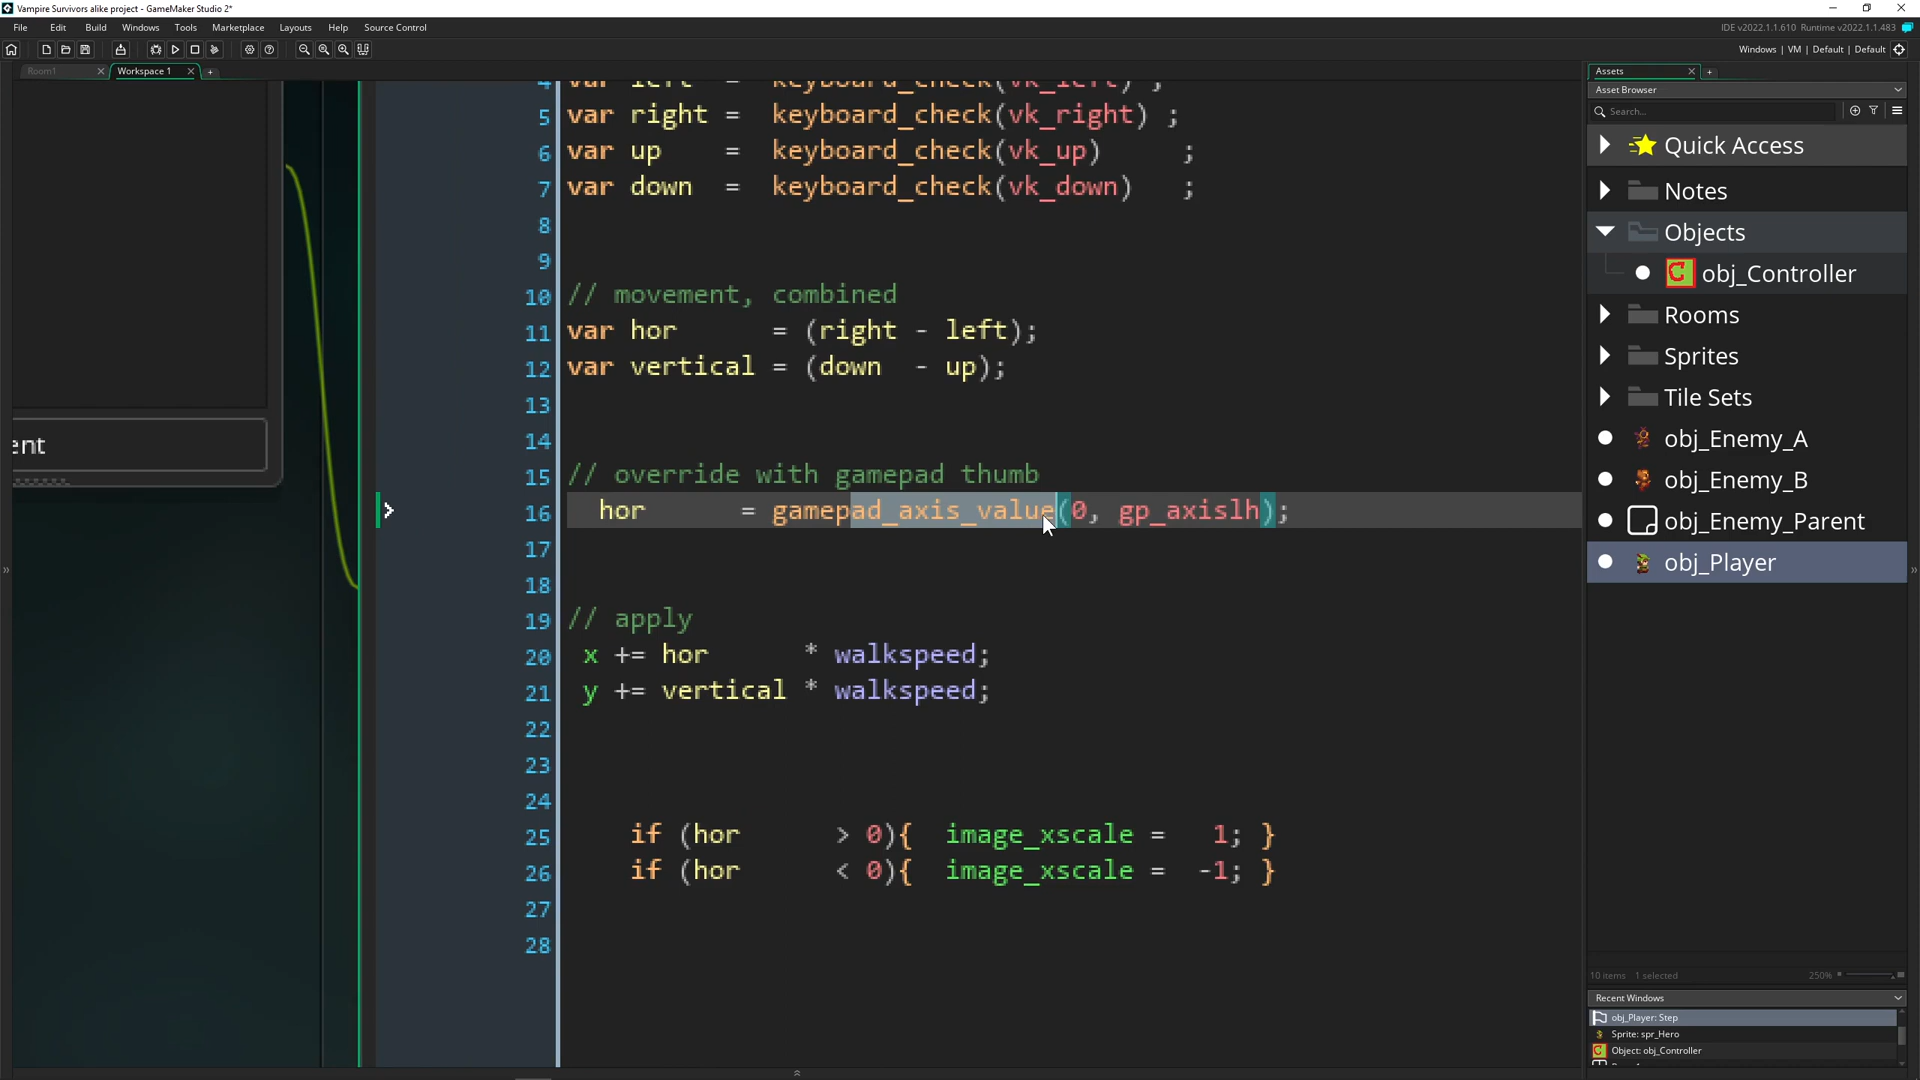 Vampire Survivors alike project - GameMaker Studio 2*
File Edit Build Windows Tools Marketplace Layouts Help Source Control
IDE v2022.1.1.610 Runtime v2022.1.1.483
Windows | VM | Default | Default
Room1
Workspace 1
ent
4 var left = keyboard_check(vk_left) ;
5 var right = keyboard_check(vk_right) ;
6 var up = keyboard_check(vk_up) ;
7 var down = keyboard_check(vk_down) ;
8
9
10 // movement, combined
11 var hor = (right - left);
12 var vertical = (down - up);
13
14
15 // override with gamepad thumb
16 hor = gamepad_axis_value(0, gp_axislh);
17
18
19 // apply
20 x += hor * walkspeed;
21 y += vertical * walkspeed;
22
23
24
25 if (hor > 0){ image_xscale = 1; }
26 if (hor < 0){ image_xscale = -1; }
27
28
Assets
Asset Browser
Search...
Quick Access
Notes
Objects
obj_Controller
Rooms
Sprites
Tile Sets
obj_Enemy_A
obj_Enemy_B
obj_Enemy_Parent
obj_Player
10 items 1 selected 250%
Recent Windows
obj_Player: Step
Sprite: spr_Hero
Object: obj_Controller